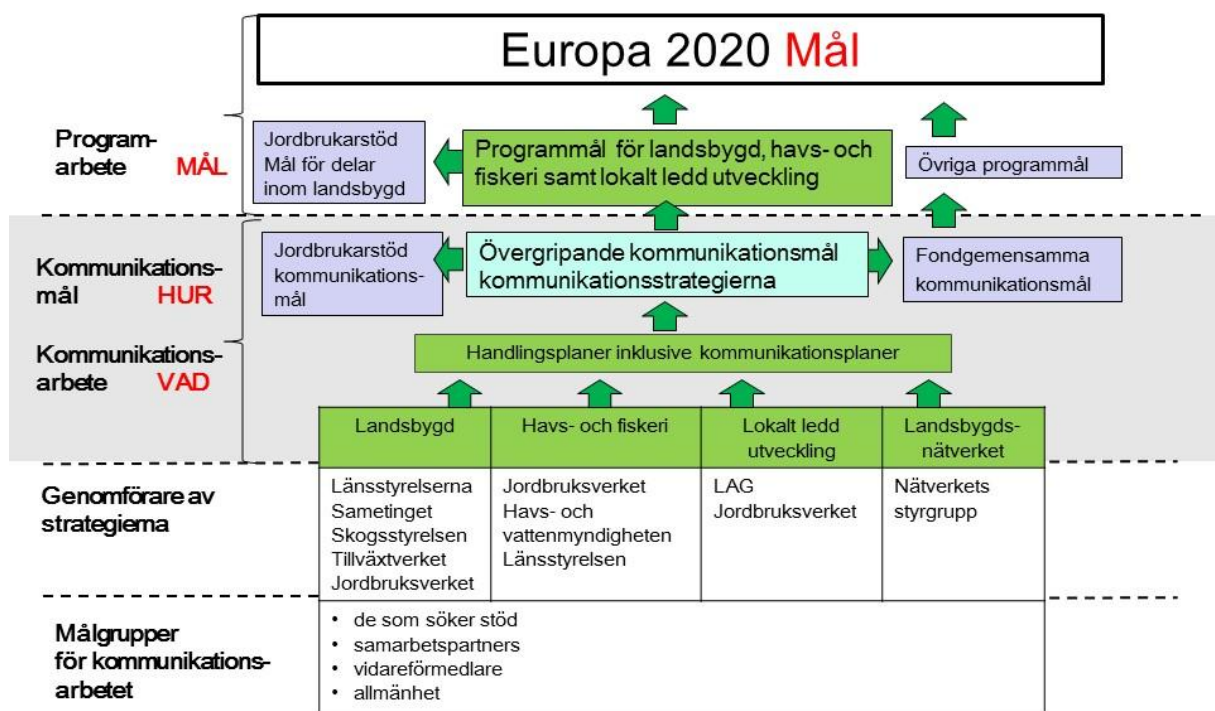 Europa 2020 Mål
Program-
arbete MÅL
Jordbrukarstöd
Mål för delar
inom landsbygd
Programmål för landsbygd, havs- och
fiskeri samt lokalt ledd utveckling
Övriga programmål
Kommunikations-
mål HUR
Jordbrukarstöd
kommunikations-
mål
Övergripande kommunikationsmål
kommunikationsstrategierna
Fondgemensamma
kommunikationsmål
Kommunikations-
arbete VAD
Handlingsplaner inklusive kommunikationsplaner
Landsbygd
Havs- och fiskeri
Lokalt ledd
utveckling
Landsbygds-
nätverket
Genomförare av
strategierna
Länsstyrelserna
Sametinget
Skogsstyrelsen
Tillväxtverket
Jordbruksverket
Jordbruksverket
Havs- och
vattenmyndigheten
Länsstyrelsen
LAG
Jordbruksverket
Nätverkets
styrgrupp
Målgrupper
för kommunikations-
arbetet
• de som söker stöd
• samarbetspartners
• vidareförmedlare
• allmänhet